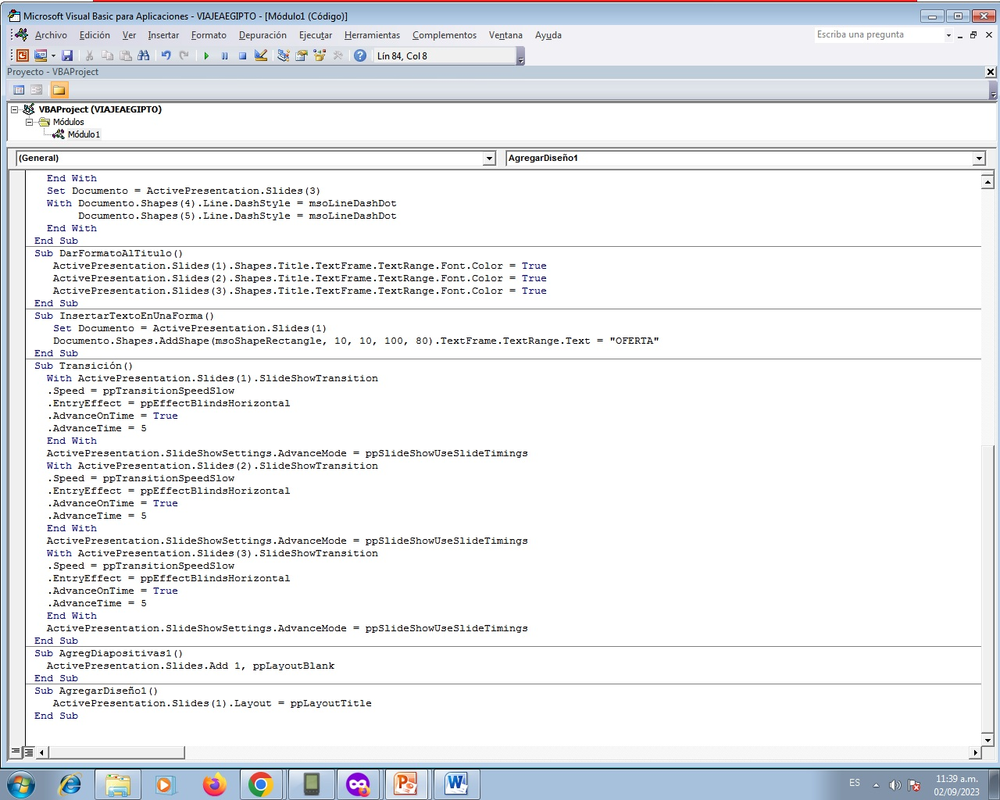 Microsoft Visual Basic para Aplicaciones - VIAJEAEGIPTO - [Módulo1 (Código)]
Archivo Edición Ver Insertar Formato Depuración Ejecutar Herramientas Complementos Ventana Ayuda Escriba una pregunta
Lín 84, Col 8
Proyecto - VBAProject
VBAProject (VIAJEAEGIPTO)
Módulos
Módulo1
(General) AgregarDiseño1
End With
Set Documento = ActivePresentation.Slides(3)
With Documento.Shapes(4).Line.DashStyle = msoLineDashDot
Documento.Shapes(5).Line.DashStyle = msoLineDashDot
End With
End Sub
Sub DarFormatoAlTitulo()
ActivePresentation.Slides(1).Shapes.Title.TextFrame.TextRange.Font.Color = True
ActivePresentation.Slides(2).Shapes.Title.TextFrame.TextRange.Font.Color = True
ActivePresentation.Slides(3).Shapes.Title.TextFrame.TextRange.Font.Color = True
End Sub
Sub InsertarTextoEnUnaForma()
Set Documento = ActivePresentation.Slides(1)
Documento.Shapes.AddShape(msoShapeRectangle, 10, 10, 100, 80).TextFrame.TextRange.Text = "OFERTA"
End Sub
Sub Transición()
With ActivePresentation.Slides(1).SlideShowTransition
.Speed = ppTransitionSpeedSlow
.EntryEffect = ppEffectBlindsHorizontal
.AdvanceOnTime = True
.AdvanceTime = 5
End With
ActivePresentation.SlideShowSettings.AdvanceMode = ppSlideShowUseSlideTimings
With ActivePresentation.Slides(2).SlideShowTransition
.Speed = ppTransitionSpeedSlow
.EntryEffect = ppEffectBlindsHorizontal
.AdvanceOnTime = True
.AdvanceTime = 5
End With
ActivePresentation.SlideShowSettings.AdvanceMode = ppSlideShowUseSlideTimings
With ActivePresentation.Slides(3).SlideShowTransition
.Speed = ppTransitionSpeedSlow
.EntryEffect = ppEffectBlindsHorizontal
.AdvanceOnTime = True
.AdvanceTime = 5
End With
ActivePresentation.SlideShowSettings.AdvanceMode = ppSlideShowUseSlideTimings
End Sub
Sub AgregDiapositivas1()
ActivePresentation.Slides.Add 1, ppLayoutBlank
End Sub
Sub AgregarDiseño1()
ActivePresentation.Slides(1).Layout = ppLayoutTitle
End Sub
ES
11:39 a.m.
02/09/2023